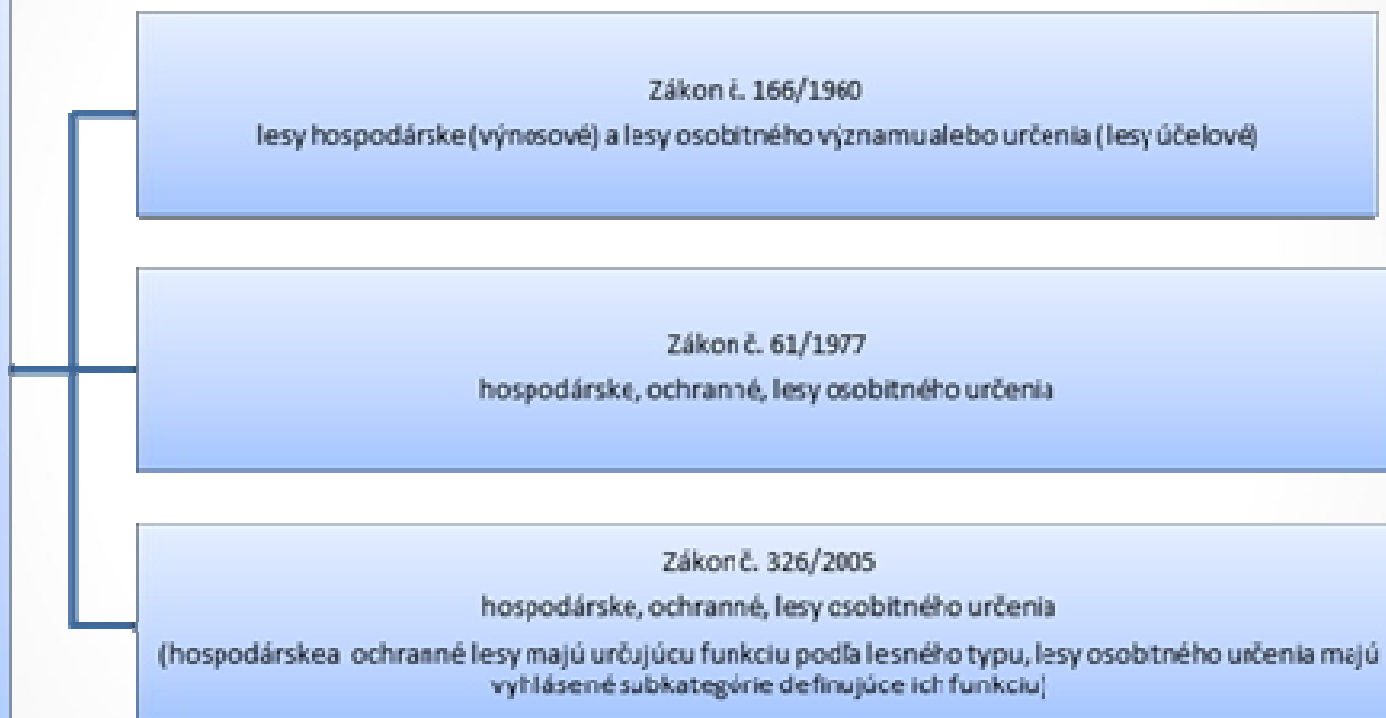 Zákon č. 166/1960
lesy hospodárske (výnosové) a lesy osobitného významu alebo určenia (lesy účelové)
Zákon č. 61/1977
hospodárske, ochranné, lesy osobitného určenia
Zákon č. 326/2005
hospodárske, ochranné, lesy osobitného určenia
(hospodárske a ochranné lesy majú určujúcu funkciu podľa lesného typu, lesy osobitného určenia majú
vyhlásené subkategórie definujúce ich funkciu)